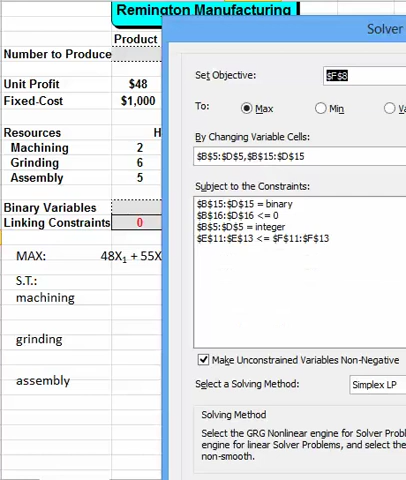 Remington Manufacturing
Product
Number to Produce
Unit Profit $48
Fixed-Cost $1,000
Resources H
Machining 2
Grinding 6
Assembly 5
Binary Variables
Linking Constraints 0
MAX: 48X₁ + 55X
S.T.:
machining
grinding
assembly
Solver
Set Objective: $F$8
To: Max Min Va
By Changing Variable Cells:
$B$5:$D$5,$B$15:$D$15
Subject to the Constraints:
$B$15:$D$15 = binary
$B$16:$D$16 <= 0
$B$5:$D$5 = integer
$E$11:$E$13 <= $F$11:$F$13
Make Unconstrained Variables Non-Negative
Select a Solving Method: Simplex LP
Solving Method
Select the GRG Nonlinear engine for Solver Probl
engine for linear Solver Problems, and select the
non-smooth.